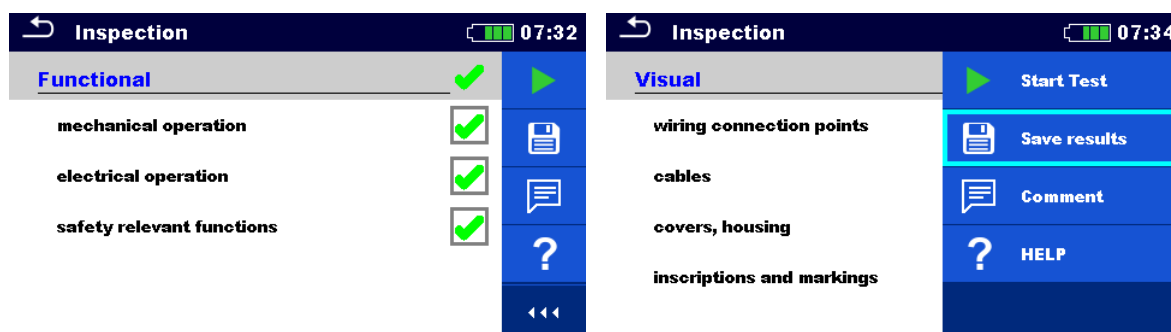 Inspection 07:32
Functional
mechanical operation
electrical operation
safety relevant functions
?
Inspection 07:34
Visual
Start Test
wiring connection points
Save results
cables
Comment
covers, housing
? HELP
inscriptions and markings